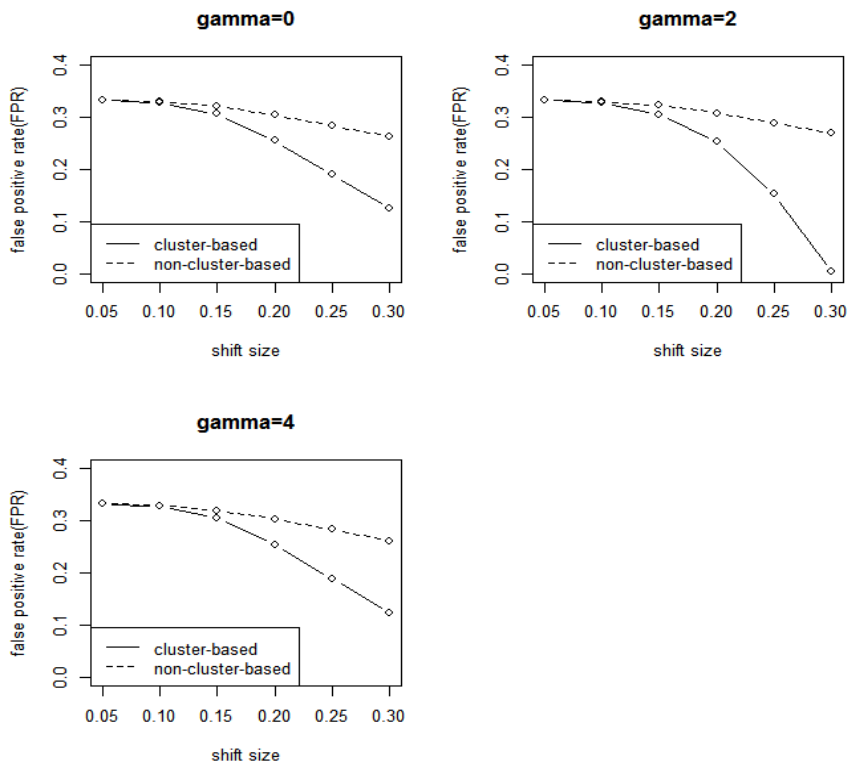 gamma=0
false positive rate(FPR)
0.4
0.3
0.2
0.1
0.0
cluster-based
non-cluster-based
0.05 0.10 0.15 0.20 0.25 0.30
shift size
gamma=2
false positive rate(FPR)
0.4
0.3
0.2
0.1
0.0
cluster-based
non-cluster-based
0.05 0.10 0.15 0.20 0.25 0.30
shift size
gamma=4
false positive rate(FPR)
0.4
0.3
0.2
0.1
0.0
cluster-based
non-cluster-based
0.05 0.10 0.15 0.20 0.25 0.30
shift size